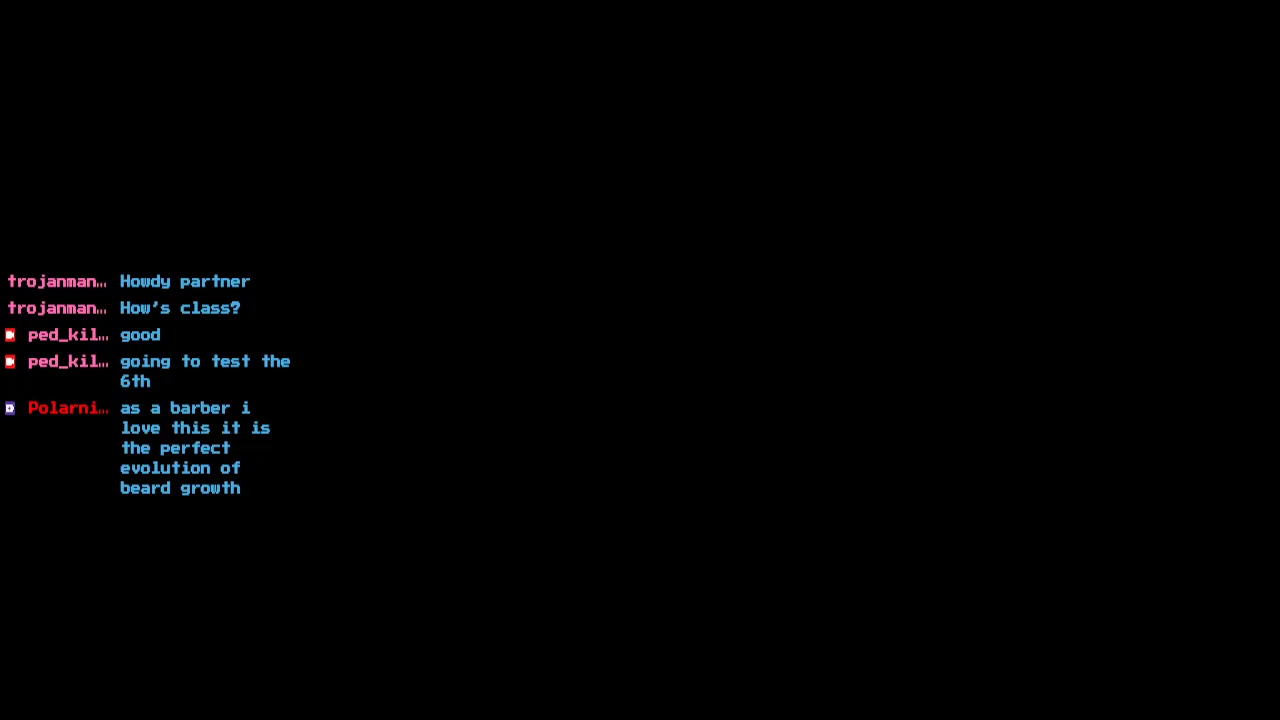 trojanman… Howdy partner
trojanman… How's class?
ped_kil… good
ped_kil… going to test the
6th
Polarni… as a barber i
love this it is
the perfect
evolution of
beard growth